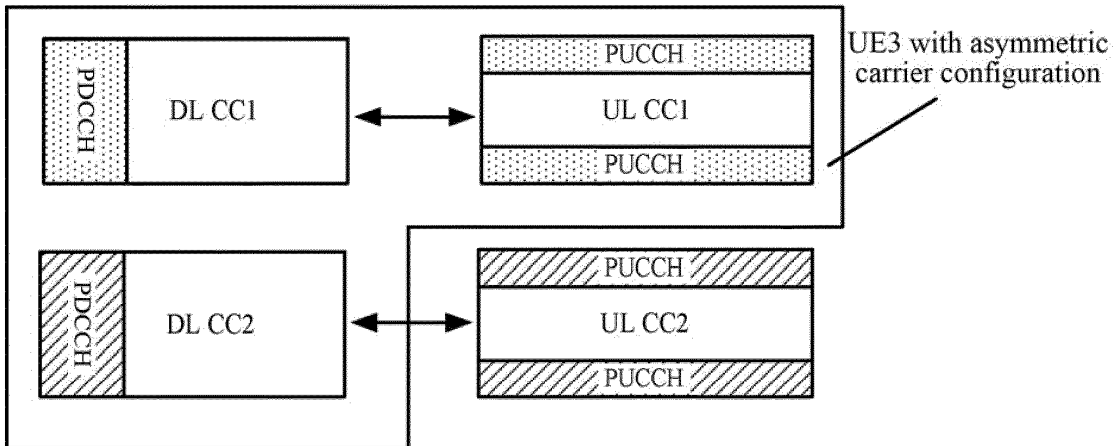 PDCCH
DL CC1
PUCCH
UL CC1
PUCCH
UE3 with asymmetric
carrier configuration
PDCCH
DL CC2
PUCCH
UL CC2
PUCCH